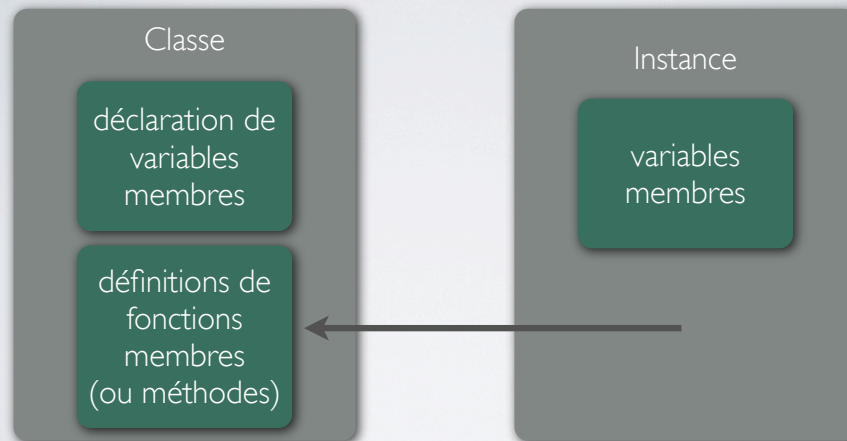 Classe
déclaration de
variables
membres
définitions de
fonctions
membres
(ou méthodes)
Instance
variables
membres